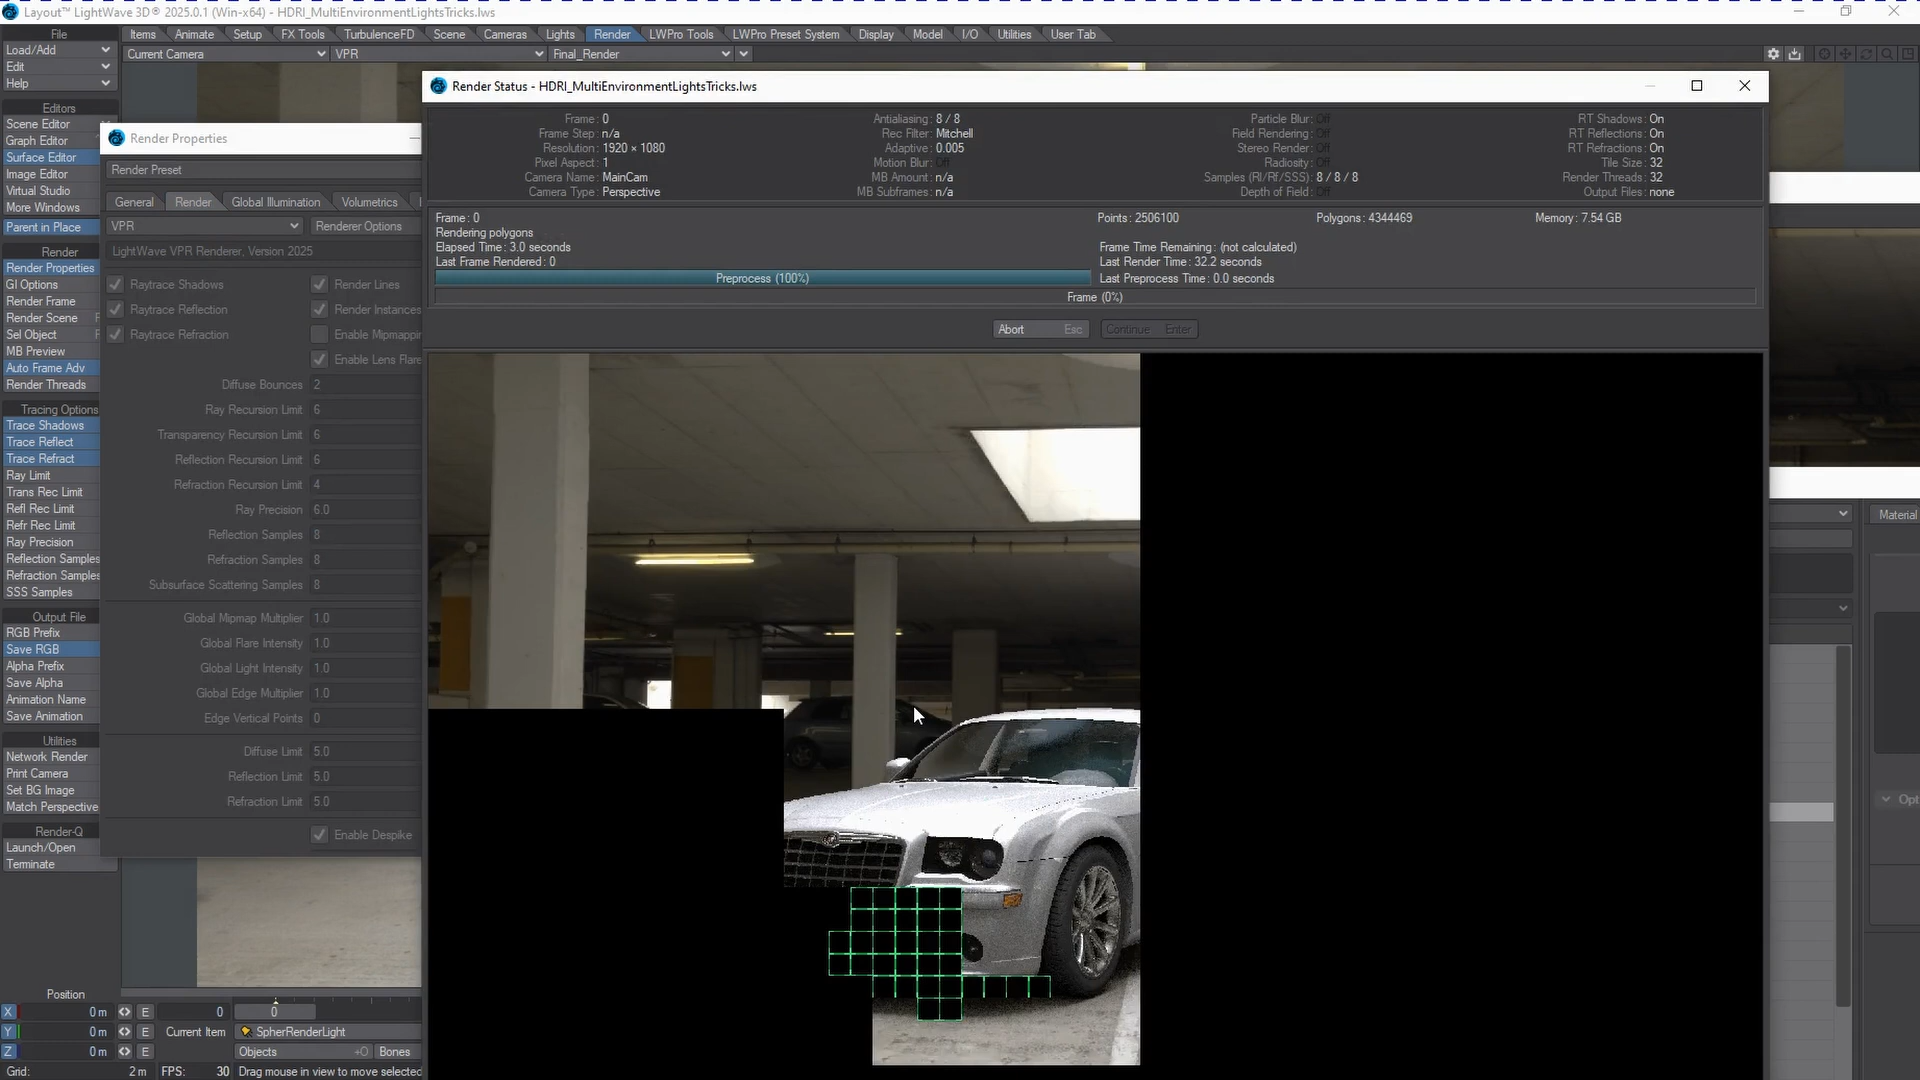 Layout™ LightWave 3D® 2025.0.1 (Win-x64) - HDRI_MultiEnvironmentLightsTricks.lws
File
Items Animate Setup FX Tools TurbulenceFD Scene Cameras Lights Render LWPro Tools LWPro Preset System Display Model I/O Utilities User Tab
Load/Add
Current Camera VPR Final_Render
Edit
Help
Render Status - HDRI_MultiEnvironmentLightsTricks.lws
Editors
Scene Editor
Graph Editor
Surface Editor
Image Editor
Virtual Studio
More Windows
Parent in Place
Render
Render Properties
GI Options
Render Frame
Render Scene
Sel Object
MB Preview
Auto Frame Adv
Render Threads
Tracing Options
Trace Shadows
Trace Reflect
Trace Refract
Ray Limit
Trans Rec Limit
Refl Rec Limit
Refr Rec Limit
Ray Precision
Reflection Samples
Refraction Samples
SSS Samples
Output File
RGB Prefix
Save RGB
Alpha Prefix
Save Alpha
Animation Name
Save Animation
Utilities
Network Render
Print Camera
Set BG Image
Match Perspective
Render-Q
Launch/Open
Terminate
Render Properties
Render Preset
General Render Global Illumination Volumetrics
VPR Renderer Options
LightWave VPR Renderer, Version 2025
Raytrace Shadows Render Lines
Raytrace Reflection Render Instances
Raytrace Refraction Enable Mipmapping
Enable Lens Flare
Diffuse Bounces 2
Ray Recursion Limit 6
Transparency Recursion Limit 6
Reflection Recursion Limit 6
Refraction Recursion Limit 4
Ray Precision 6.0
Reflection Samples 8
Refraction Samples 8
Subsurface Scattering Samples 8
Global Mipmap Multiplier 1.0
Global Flare Intensity 1.0
Global Light Intensity 1.0
Global Edge Multiplier 1.0
Edge Vertical Points 0
Diffuse Limit 5.0
Reflection Limit 5.0
Refraction Limit 5.0
Enable Despike
Frame: 0 Antialiasing: 8 / 8 Particle Blur: Off RT Shadows: On
Frame Step: n/a Rec Filter: Mitchell Field Rendering: Off RT Reflections: On
Resolution: 1920 × 1080 Adaptive: 0.005 Stereo Render: Off RT Refractions: On
Pixel Aspect: 1 Motion Blur: Off Radiosity: Off Tile Size: 32
Camera Name: MainCam MB Amount: n/a Samples (Rl/Rf/SSS): 8 / 8 / 8 Render Threads: 32
Camera Type: Perspective MB Subframes: n/a Depth of Field: Off Output Files: none
Frame: 0 Points: 2506100 Polygons: 4344469 Memory: 7.54 GB
Rendering polygons
Elapsed Time: 3.0 seconds Frame Time Remaining: (not calculated)
Last Frame Rendered: 0 Last Render Time: 32.2 seconds
Preprocess (100%) Last Preprocess Time: 0.0 seconds
Frame (0%)
Abort Esc Continue Enter
Material
Opt
Position
X 0 m E 0 0
Y 0 m E Current Item SpherRenderLight
Z 0 m E Objects +O Bones
Grid: 2 m FPS: 30 Drag mouse in view to move selected